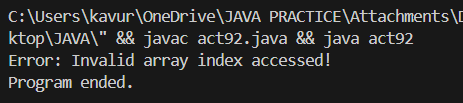 C:\Users\kavur\OneDrive\JAVA PRACTICE\Attachments\D
ktop\JAVA\" && javac act92.java && java act92
Error: Invalid array index accessed!
Program ended.